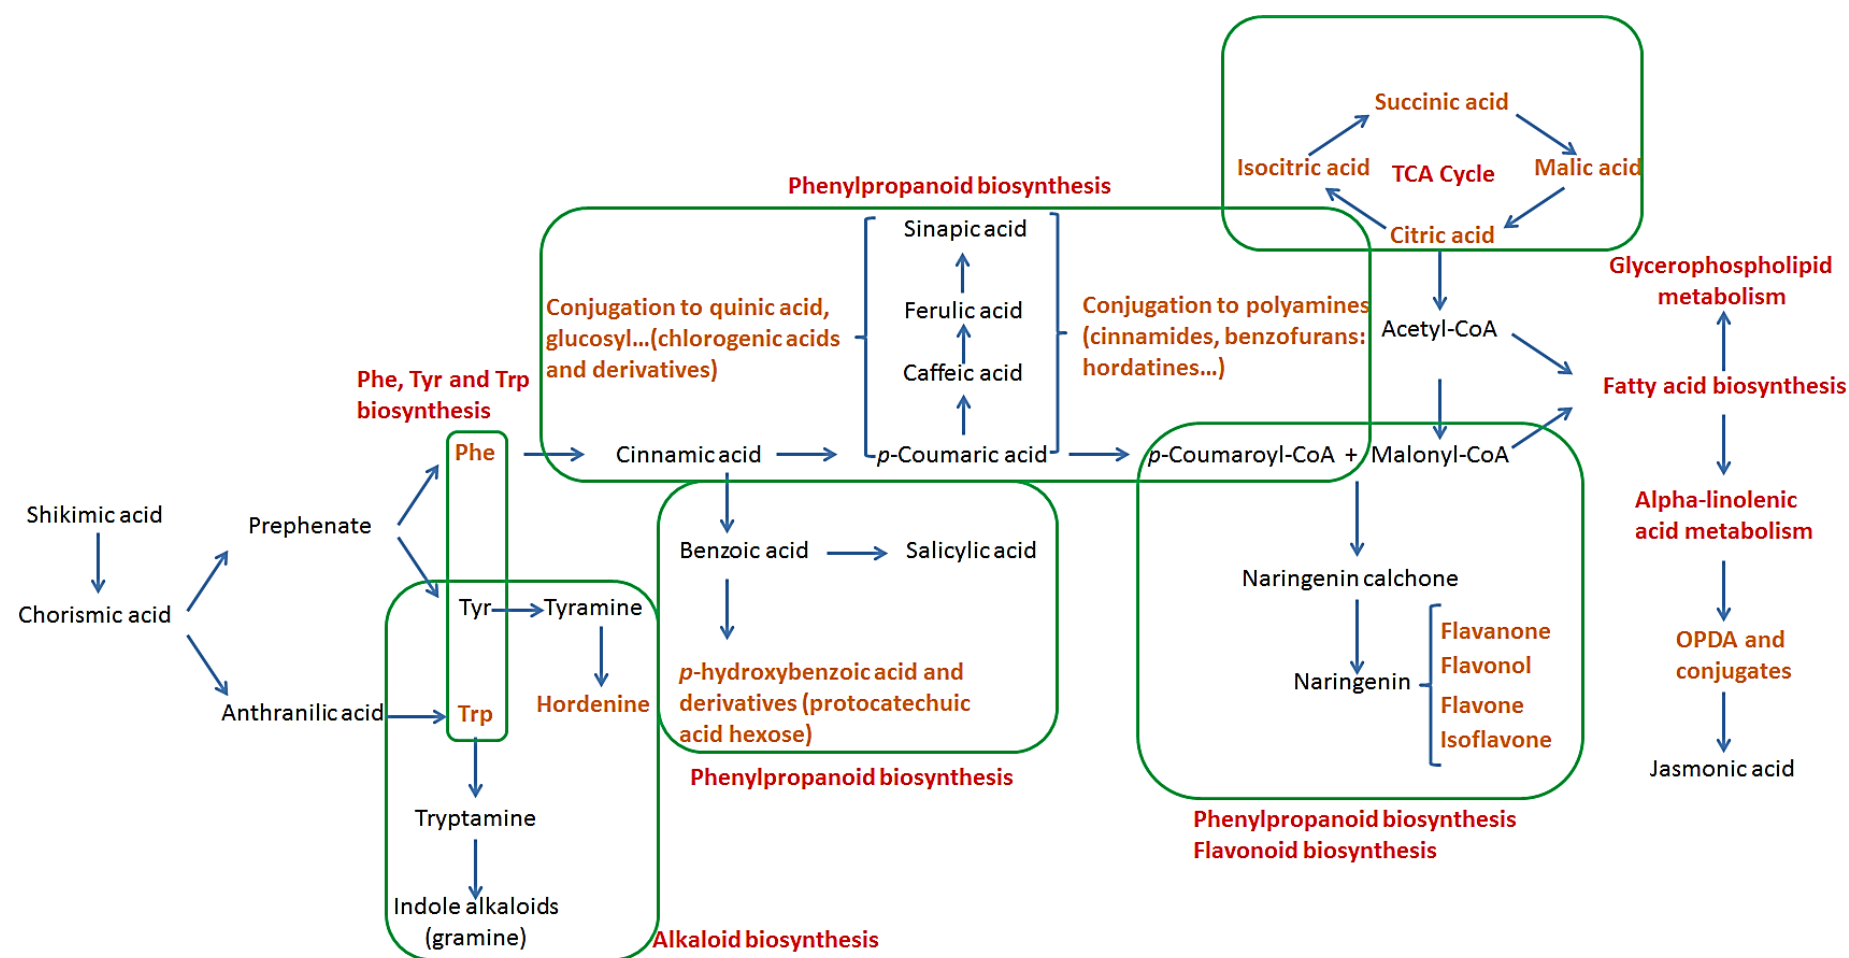 Succinic acid
Isocitric acid
TCA Cycle
Malic acid
Citric acid
Phenylpropanoid biosynthesis
Sinapic acid
Ferulic acid
Caffeic acid
Conjugation to quinic acid,
glucosyl...(chlorogenic acids
and derivatives)
Conjugation to polyamines
(cinnamides, benzofurans:
hordatines...)
Acetyl-CoA
Glycerophospholipid
metabolism
Fatty acid biosynthesis
Phe, Tyr and Trp
biosynthesis
Phe
Cinnamic acid
p-Coumaric acid
p-Coumaroyl-CoA + Malonyl-CoA
Alpha-linolenic
acid metabolism
Shikimic acid
Prephenate
Chorismic acid
Anthranilic acid
Tyr
Tyramine
Trp
Hordenine
Tryptamine
Indole alkaloids
(gramine)
Alkaloid biosynthesis
Benzoic acid
Salicylic acid
p-hydroxybenzoic acid and
derivatives (protocatechuic
acid hexose)
Phenylpropanoid biosynthesis
Naringenin calchone
Naringenin
Flavanone
Flavonol
Flavone
Isoflavone
Phenylpropanoid biosynthesis
Flavonoid biosynthesis
OPDA and
conjugates
Jasmonic acid